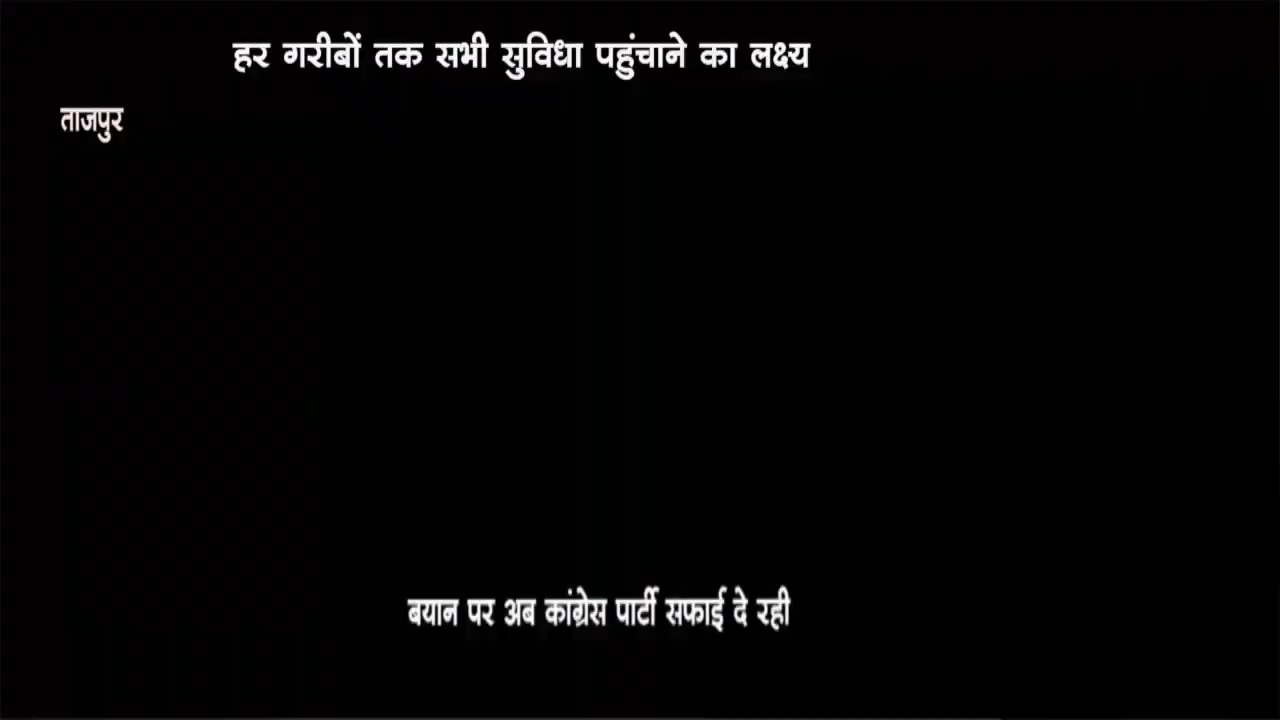 हर गरीबों तक सभी सुविधा पहुंचाने का लक्ष्य
ताजपुर
बयान पर अब कांग्रेस पार्टी सफाई दे रही